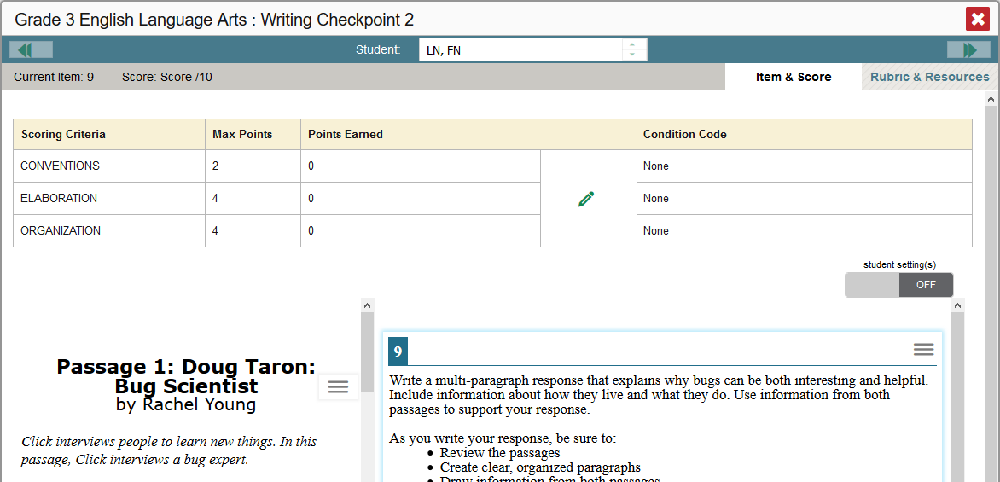 Grade 3 English Language Arts : Writing Checkpoint 2
Student: LN, FN
Current Item: 9 Score: Score /10 Item & Score Rubric & Resources
Scoring Criteria Max Points Points Earned Condition Code
CONVENTIONS 2 0 None
ELABORATION 4 0 None
ORGANIZATION 4 0 None
student setting(s)
OFF
Passage 1: Doug Taron:
Bug Scientist
by Rachel Young
Click interviews people to learn new things. In this
passage, Click interviews a bug expert.
9
Write a multi-paragraph response that explains why bugs can be both interesting and helpful.
Include information about how they live and what they do. Use information from both
passages to support your response.
As you write your response, be sure to:
• Review the passages
• Create clear, organized paragraphs
• Draw information from both passages